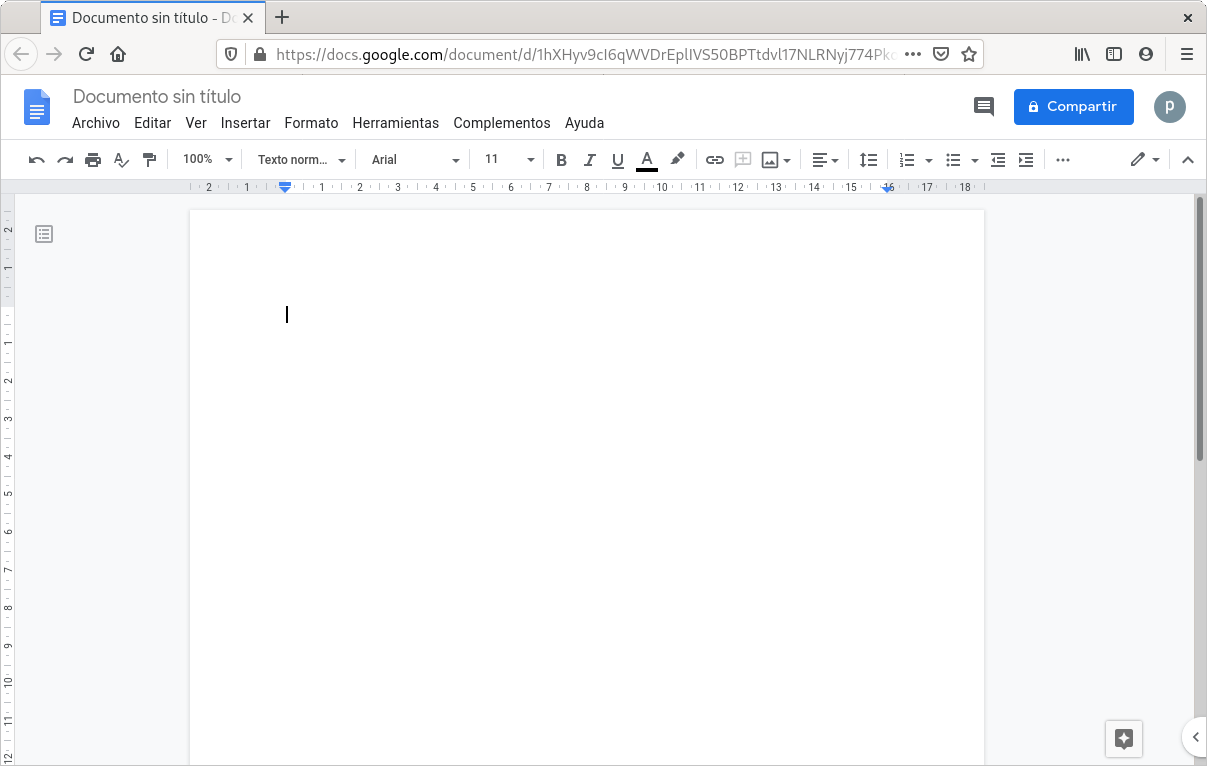 Documento sin título - Do
https://docs.google.com/document/d/1hXHyv9cI6qWVDrEplIVS50BPTtdvl17NLRNyj774Pko
Documento sin título
Archivo Editar Ver Insertar Formato Herramientas Complementos Ayuda
Compartir
p
100% Texto norm... Arial 11 B I U A
2 1 1 2 3 4 5 6 7 8 9 10 11 12 13 14 15 16 17 18
2
1
1
2
3
4
5
6
7
8
9
10
11
12